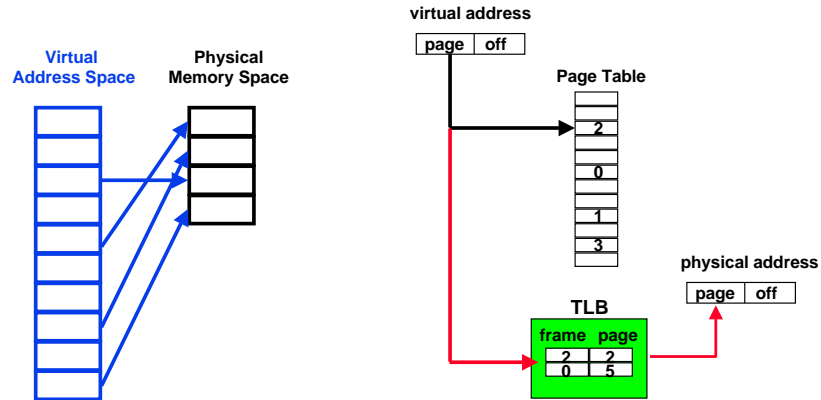 Virtual
Address Space
Physical
Memory Space
virtual address
page off
Page Table
2
0
1
3
physical address
page off
TLB
frame page
2 2
0 5